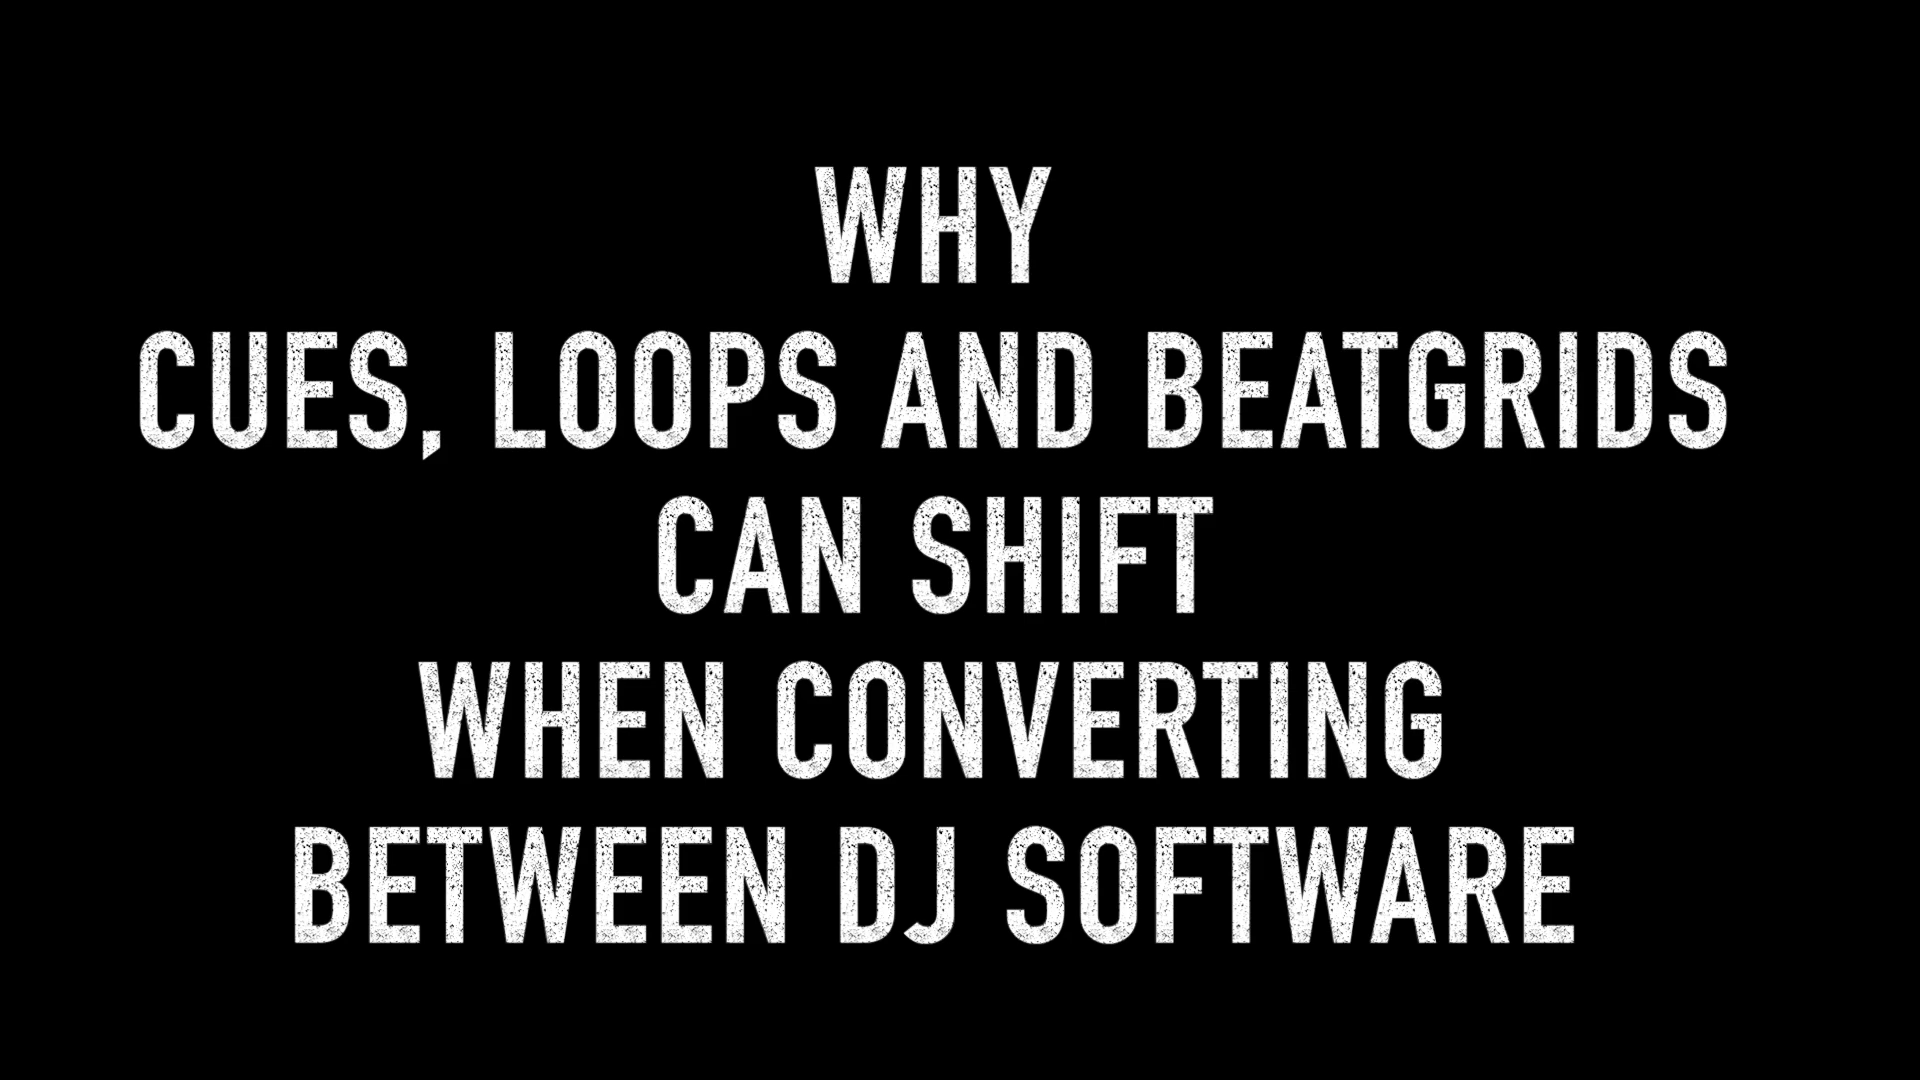 WHY
CUES, LOOPS AND BEATGRIDS
CAN SHIFT
WHEN CONVERTING
BETWEEN DJ SOFTWARE